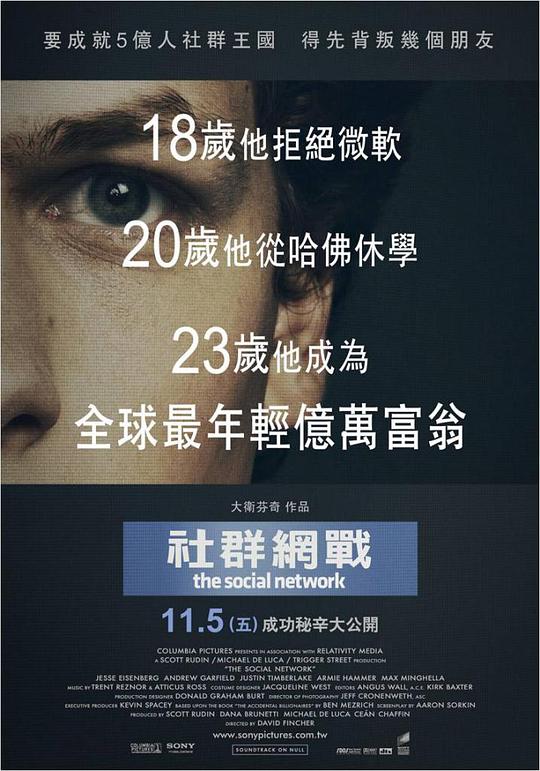 要成就5億人社群王國 得先背叛幾個朋友
18歲他拒絕微軟
20歲他從哈佛休學
23歲他成為
全球最年輕億萬富翁
大衛芬奇 作品
社群網戰
the social network
11.5(五)成功秘辛大公開
COLUMBIA PICTURES PRESENTS IN ASSOCIATION WITH RELATIVITY MEDIA
A SCOTT RUDIN / MICHAEL DE LUCA / TRIGGER STREET PRODUCTION
"THE SOCIAL NETWORK"
JESSE EISENBERG ANDREW GARFIELD JUSTIN TIMBERLAKE ARMIE HAMMER MAX MINGHELLA
MUSIC BY TRENT REZNOR & ATTICUS ROSS COSTUME DESIGNER JACQUELINE WEST EDITORS ANGUS WALL, A.C.E. KIRK BAXTER
PRODUCTION DESIGNER DONALD GRAHAM BURT DIRECTOR OF PHOTOGRAPHY JEFF CRONENWETH, ASC
EXECUTIVE PRODUCER KEVIN SPACEY BASED UPON THE BOOK "THE ACCIDENTAL BILLIONAIRES" BY BEN MEZRICH SCREENPLAY BY AARON SORKIN
PRODUCED BY SCOTT RUDIN DANA BRUNETTI MICHAEL DE LUCA CEÁN CHAFFIN
DIRECTED BY DAVID FINCHER
www.sonypictures.com.tw
COLUMBIA PICTURES SONY SOUNDTRACK ON NULL